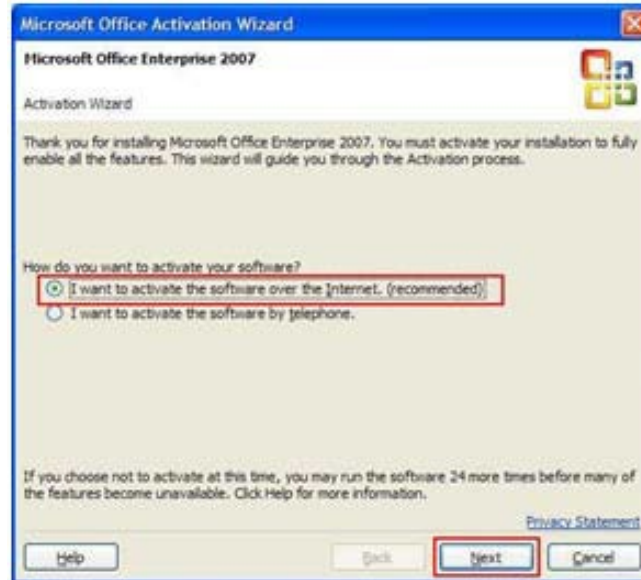 Microsoft Office Activation Wizard
Microsoft Office Enterprise 2007
Activation Wizard
Thank you for installing Microsoft Office Enterprise 2007. You must activate your installation to fully
enable all the features. This wizard will guide you through the Activation process.
How do you want to activate your software?
I want to activate the software over the Internet. (recommended)
I want to activate the software by telephone.
If you choose not to activate at this time, you may run the software 24 more times before many of
the features become unavailable. Click Help for more information.
Privacy Statement
Help Back Next Cancel